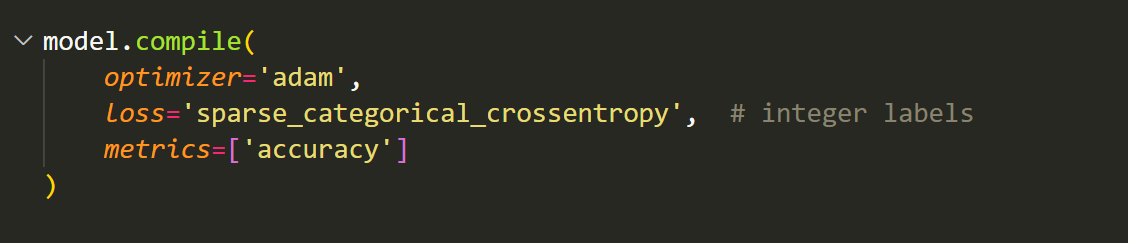 model.compile(
    optimizer='adam',
    loss='sparse_categorical_crossentropy',  # integer labels
    metrics=['accuracy']
)